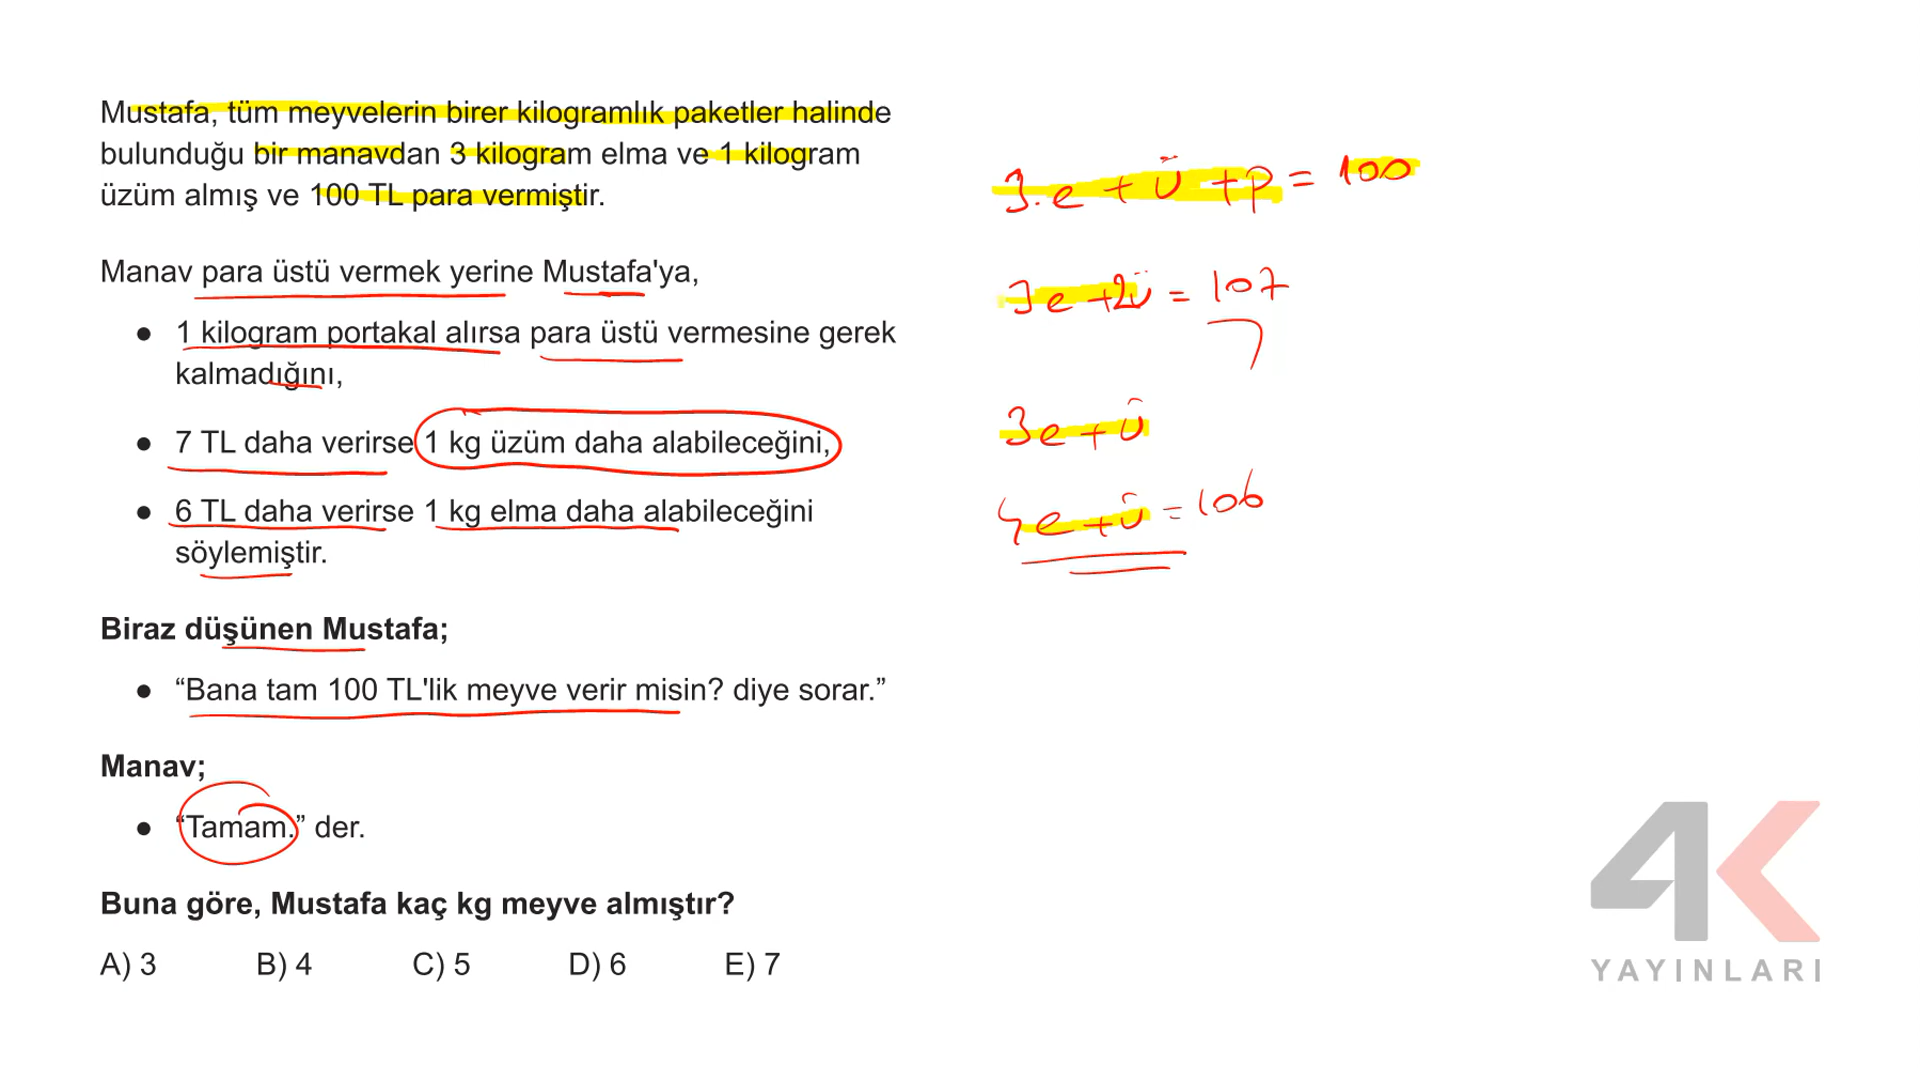 Mustafa, tüm meyvelerin birer kilogramlık paketler halinde
bulunduğu bir manavdan 3 kilogram elma ve 1 kilogram
üzüm almış ve 100 TL para vermiştir.
Manav para üstü vermek yerine Mustafa'ya,
● 1 kilogram portakal alırsa para üstü vermesine gerek
kalmadığını,
● 7 TL daha verirse 1 kg üzüm daha alabileceğini,
● 6 TL daha verirse 1 kg elma daha alabileceğini
söylemiştir.
Biraz düşünen Mustafa;
● “Bana tam 100 TL'lik meyve verir misin? diye sorar.”
Manav;
● “Tamam.” der.
Buna göre, Mustafa kaç kg meyve almıştır?
A) 3 B) 4 C) 5 D) 6 E) 7
3.e + ü + p = 100
3e + 2ü = 107
7
3e + ü
4e + ü = 106
4K
YAYINLARI